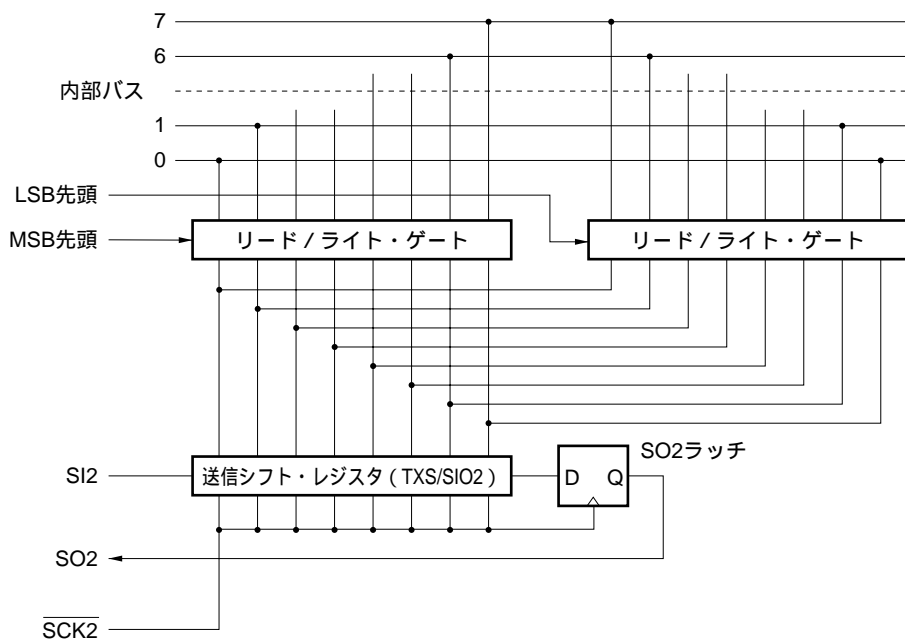 7
6
内部バス
1
0
LSB先頭
MSB先頭
リード / ライト・ゲート
リード / ライト・ゲート
SO2ラッチ
SI2
送信シフト・レジスタ ( TXS/SIO2 )
D Q
SO2
SCK2